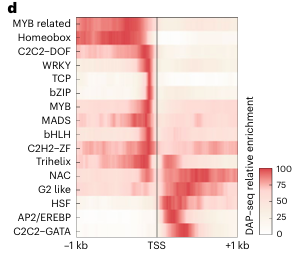 d
MYB related
Homeobox
C2C2-DOF
WRKY
TCP
bZIP
MYB
MADS
bHLH
C2H2-ZF
Trihelix
NAC
G2 like
HSF
AP2/EREBP
C2C2-GATA
−1 kb TSS +1 kb
DAP-seq relative enrichment
100
75
50
25
0